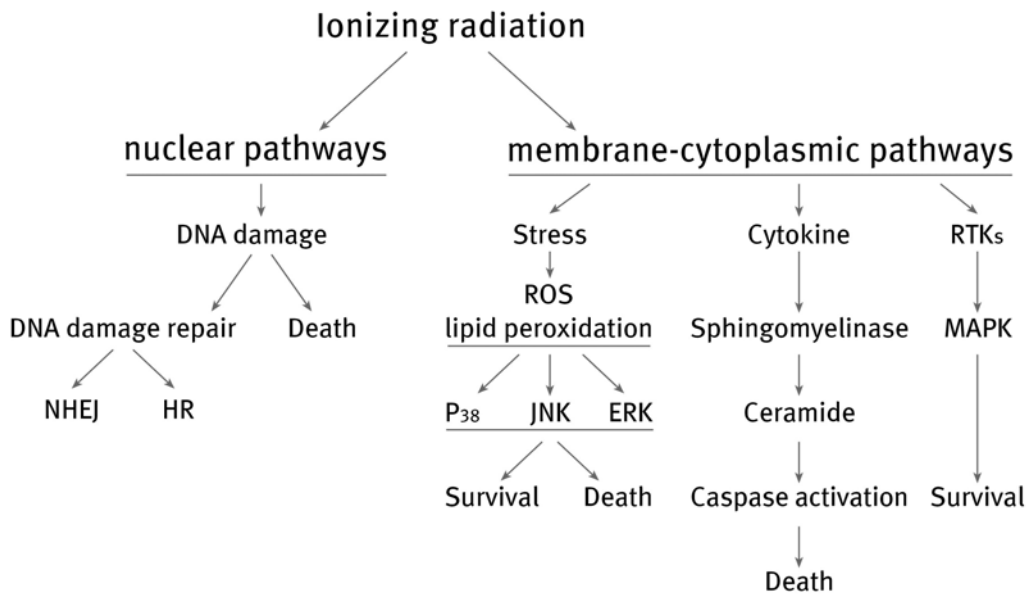 Ionizing radiation
nuclear pathways
membrane-cytoplasmic pathways
DNA damage
Stress
Cytokine
RTKs
ROS
DNA damage repair
Death
lipid peroxidation
Sphingomyelinase
MAPK
NHEJ
HR
P38
JNK
ERK
Ceramide
Survival
Death
Caspase activation
Survival
Death